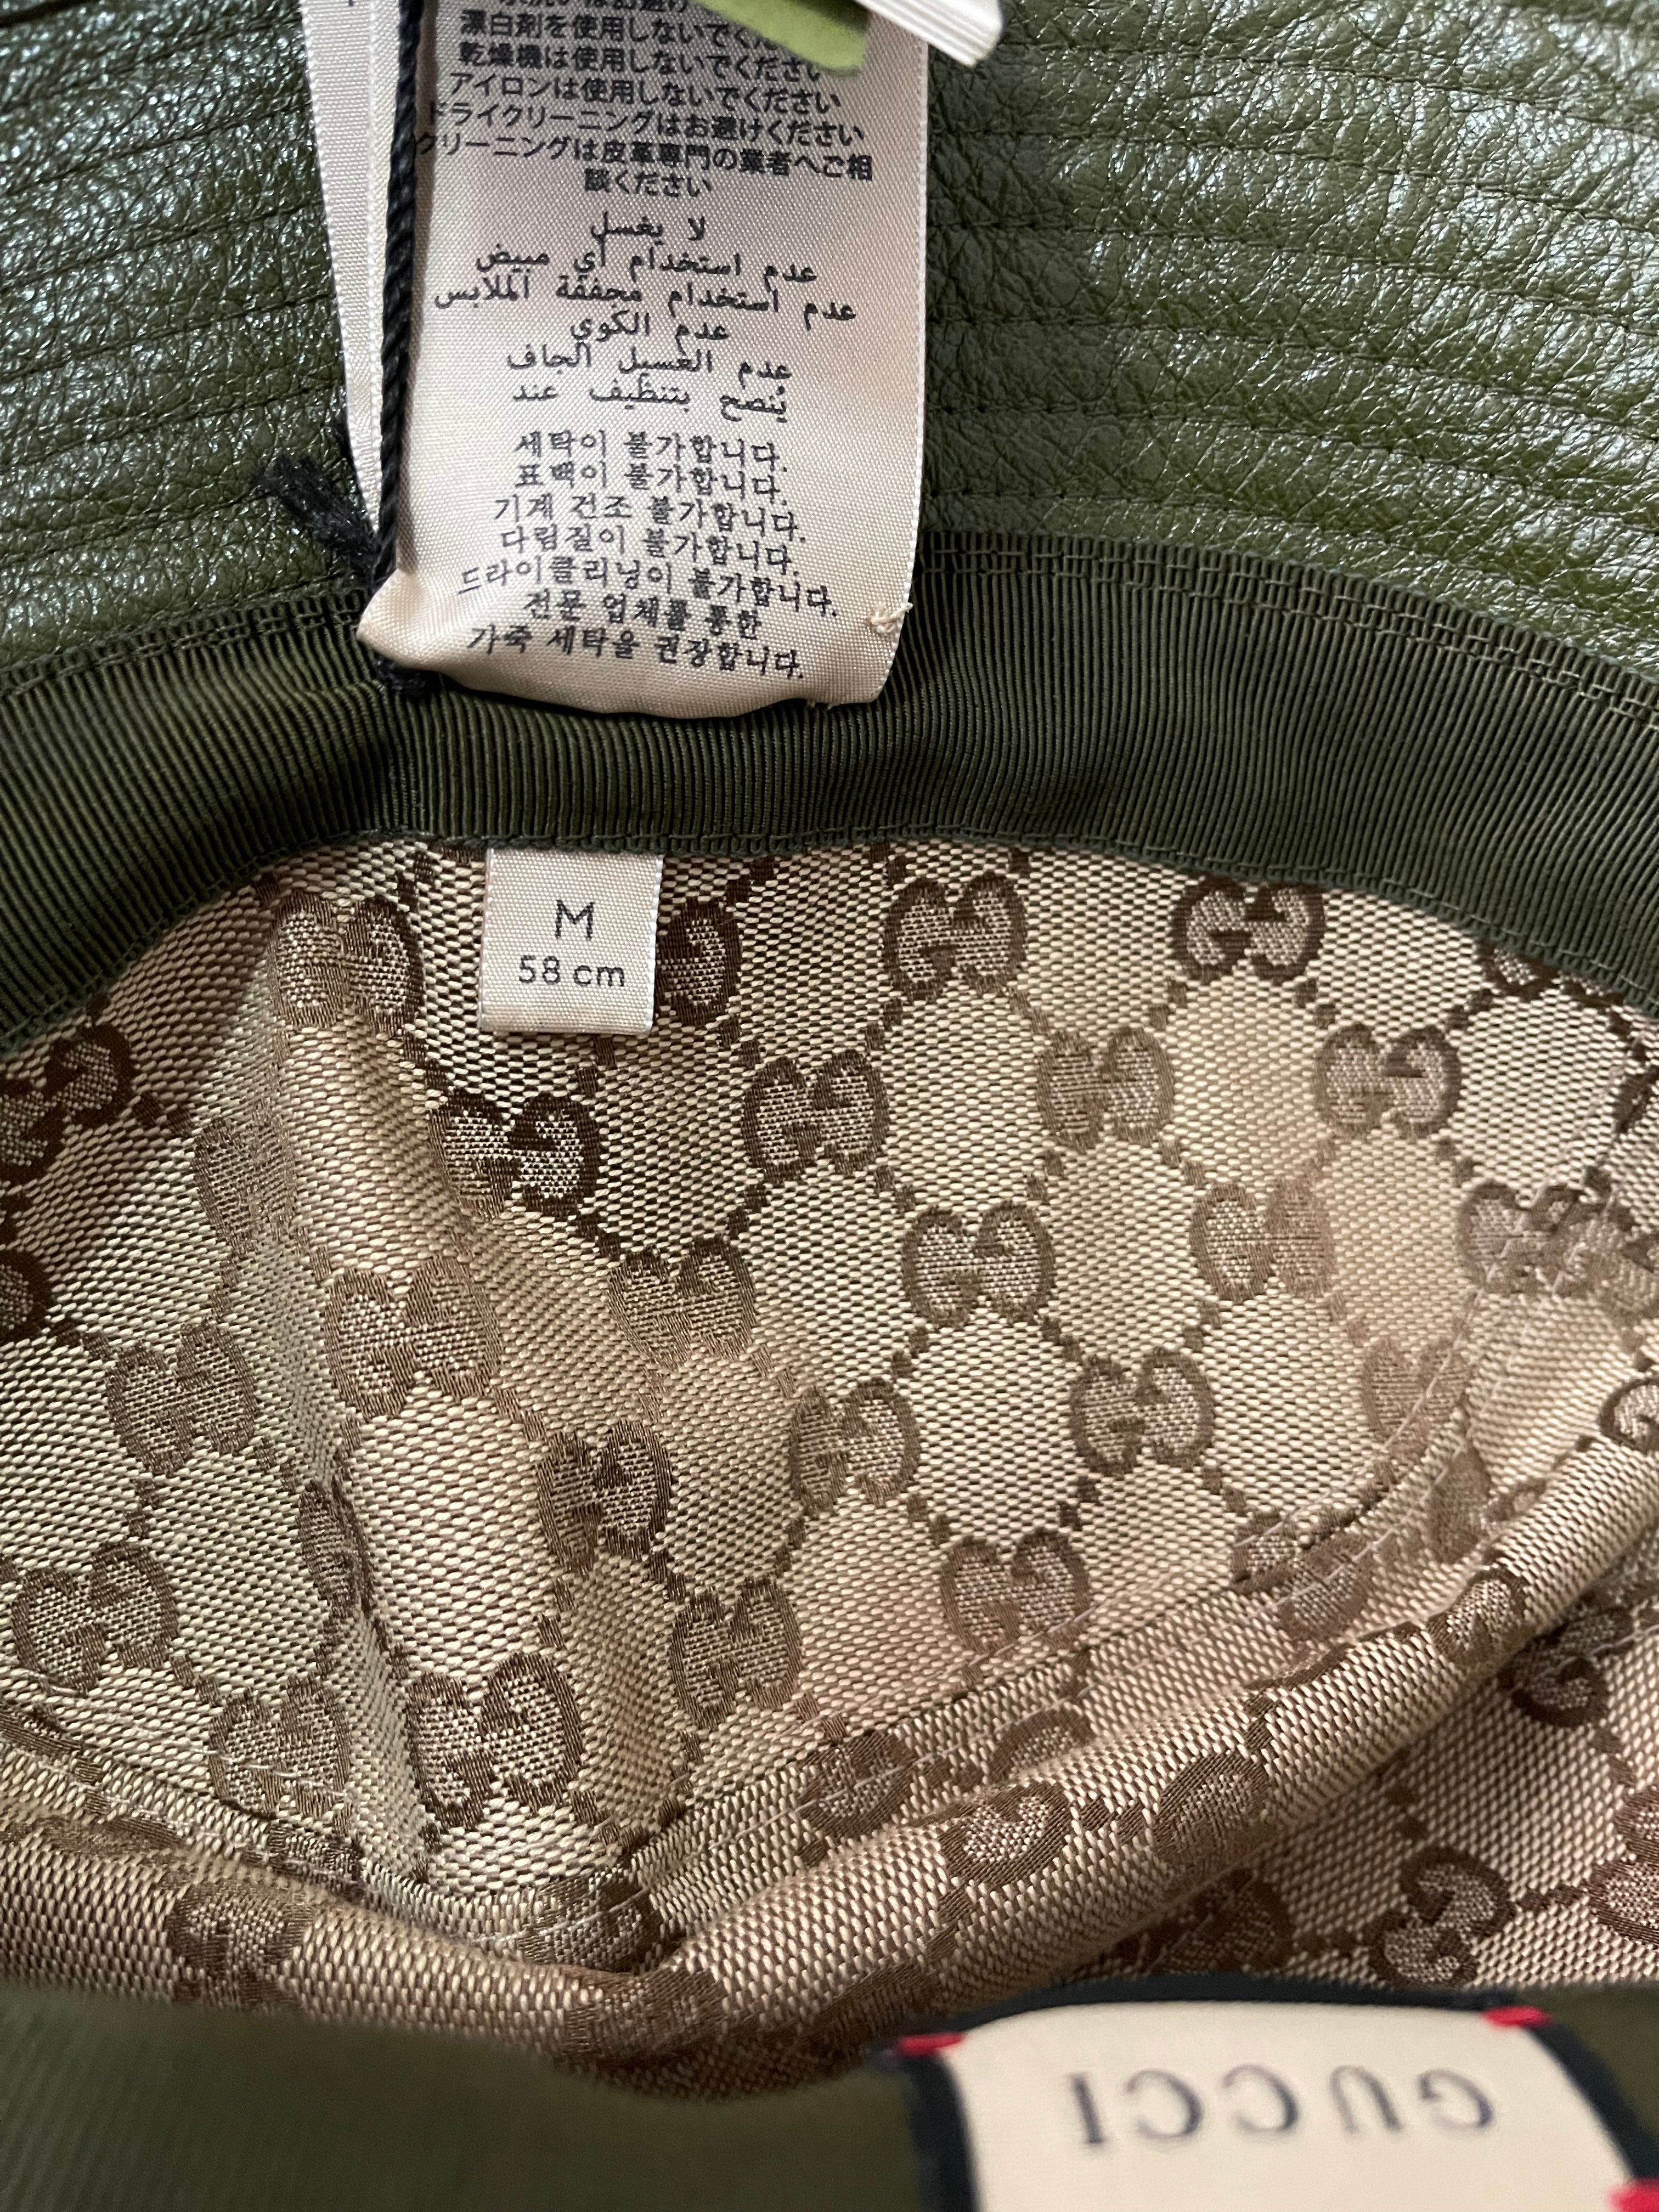 漂白剤を使用しないでくだ
乾燥機は使用しないでください
アイロンは使用しないでください
ドライクリーニングはお避けください
クリーニングは皮革専門の業者へご相
談ください
لا يغسل
عدم استخدام أي مبيض
عدم استخدام مجففة الملابس
عدم الكوي
عدم الغسيل الجاف
يُنصح بتنظيف عند
세탁이 불가합니다.
표백이 불가합니다.
기계 건조 불가합니다.
다림질이 불가합니다.
드라이클리닝이 불가합니다.
전문 업체를 통한
가죽 세탁을 권장합니다.
M
58 cm
GUCCI